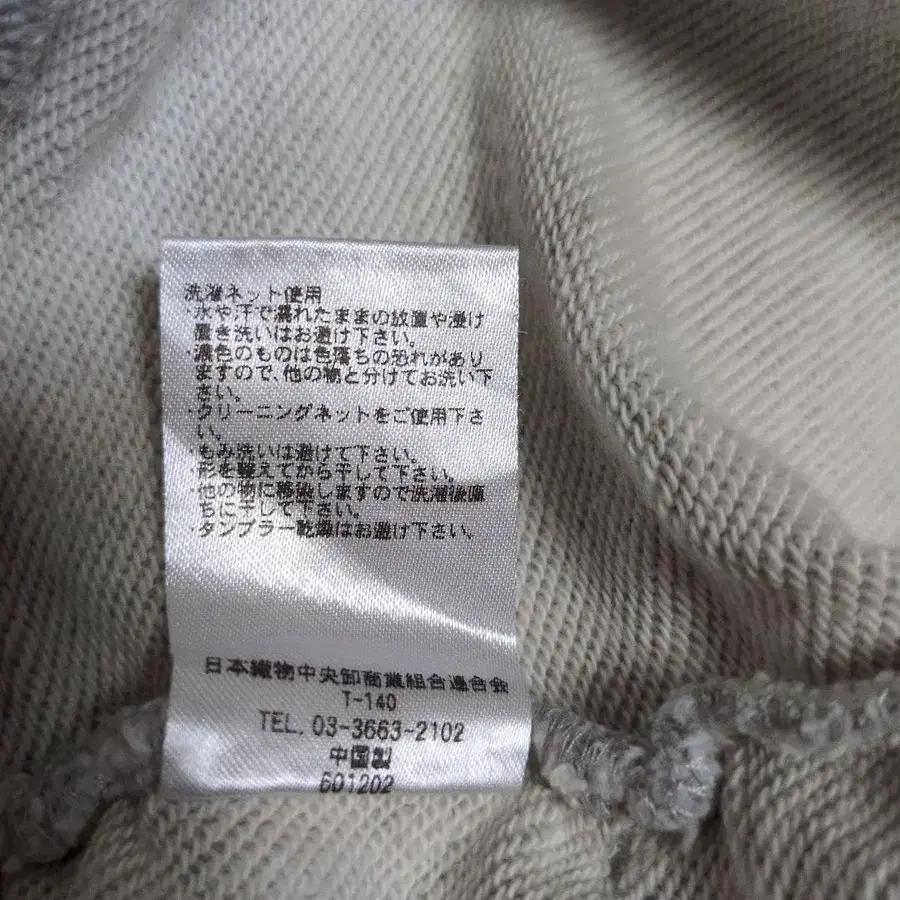 洗濯ネット使用
・水や汗で濡れたままの放置や浸け
置き洗いはお避け下さい。
・濃色のものは色落ちの恐れがあり
ますので、他の物と分けてお洗い下
さい。
・クリーニングネットをご使用下さ
い。
・もみ洗いは避けて下さい。
・形を整えてから干して下さい。
・他の物に移染しますので洗濯後直
ちに干して下さい。
・タンブラー乾燥はお避け下さい。
日本織物中央卸商業組合連合会
T-140
TEL. 03-3663-2102
中国製
601202